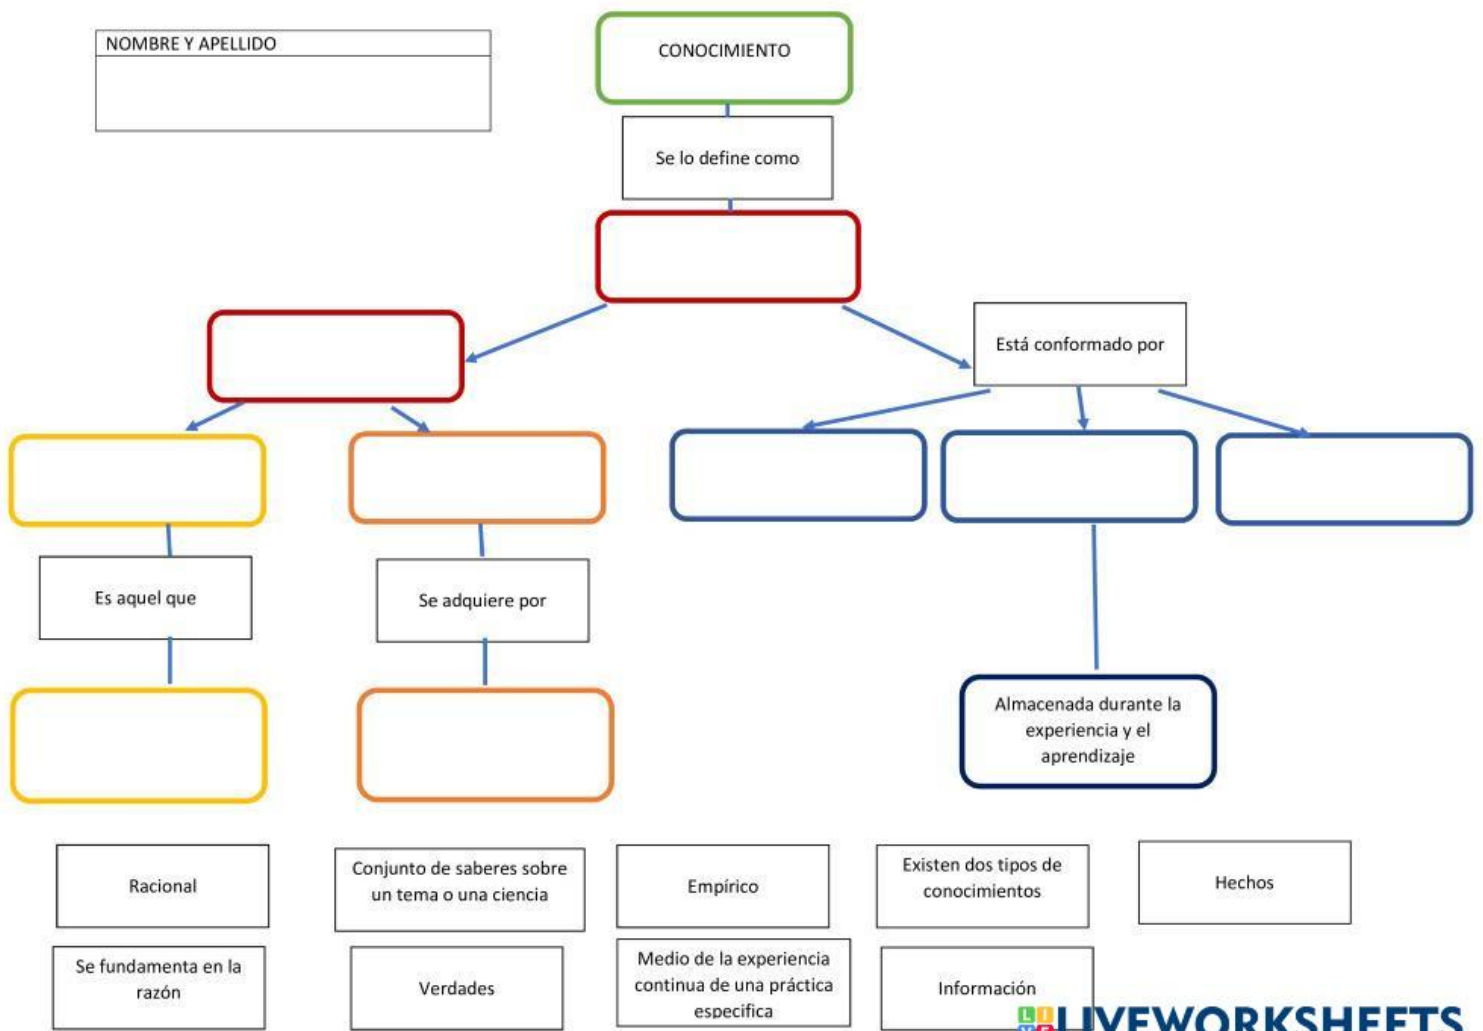 NOMBRE Y APELLIDO
CONOCIMIENTO
Se lo define como
Está conformado por
Es aquel que
Se adquiere por
Almacenada durante la
experiencia y el
aprendizaje
Racional
Conjunto de saberes sobre
un tema o una ciencia
Empírico
Existen dos tipos de
conocimientos
Hechos
Se fundamenta en la
razón
Verdades
Medio de la experiencia
continua de una práctica
especifica
Información
LIVEWORKSHEETS